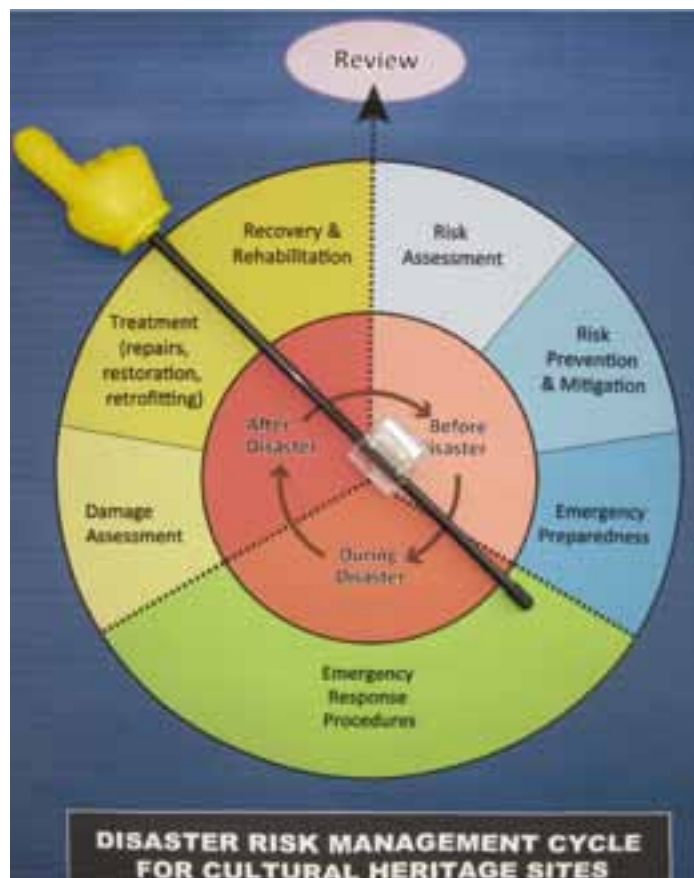 Review
Recovery &
Rehabilitation
Risk
Assessment
Treatment
(repairs,
restoration,
retrofitting)
Risk
Prevention
& Mitigation
After
Disaster
Before
isaster
Damage
Assessment
Emergency
Preparedness
During
Disaster
Emergency
Response
Procedures
DISASTER RISK MANAGEMENT CYCLE
FOR CULTURAL HERITAGE SITES